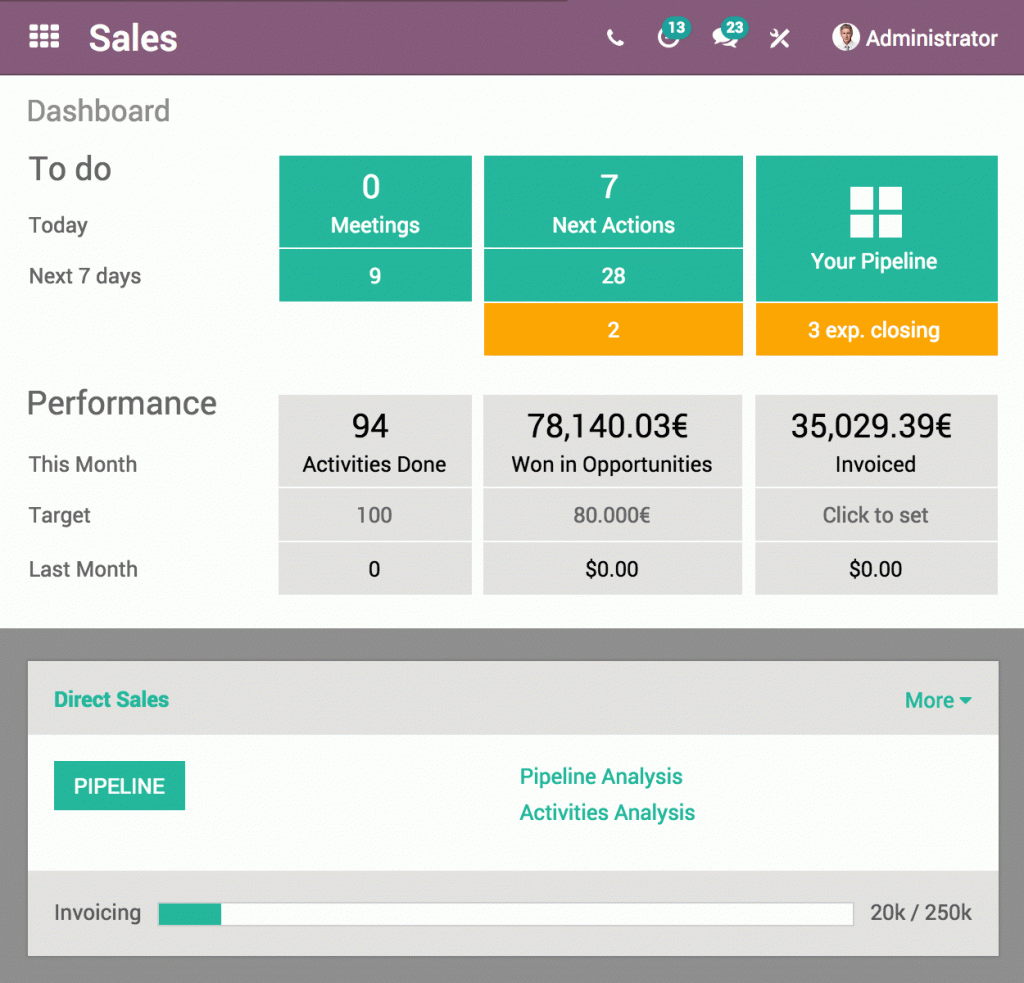 Sales 13 23 Administrator
Dashboard
To do
0 7
Today Meetings Next Actions
Your Pipeline
Next 7 days 9 28
2 3 exp. closing
Performance
94 78,140.03€ 35,029.39€
This Month Activities Done Won in Opportunities Invoiced
Target 100 80.000€ Click to set
Last Month 0 $0.00 $0.00
Direct Sales More
PIPELINE
Pipeline Analysis
Activities Analysis
Invoicing 20k / 250k